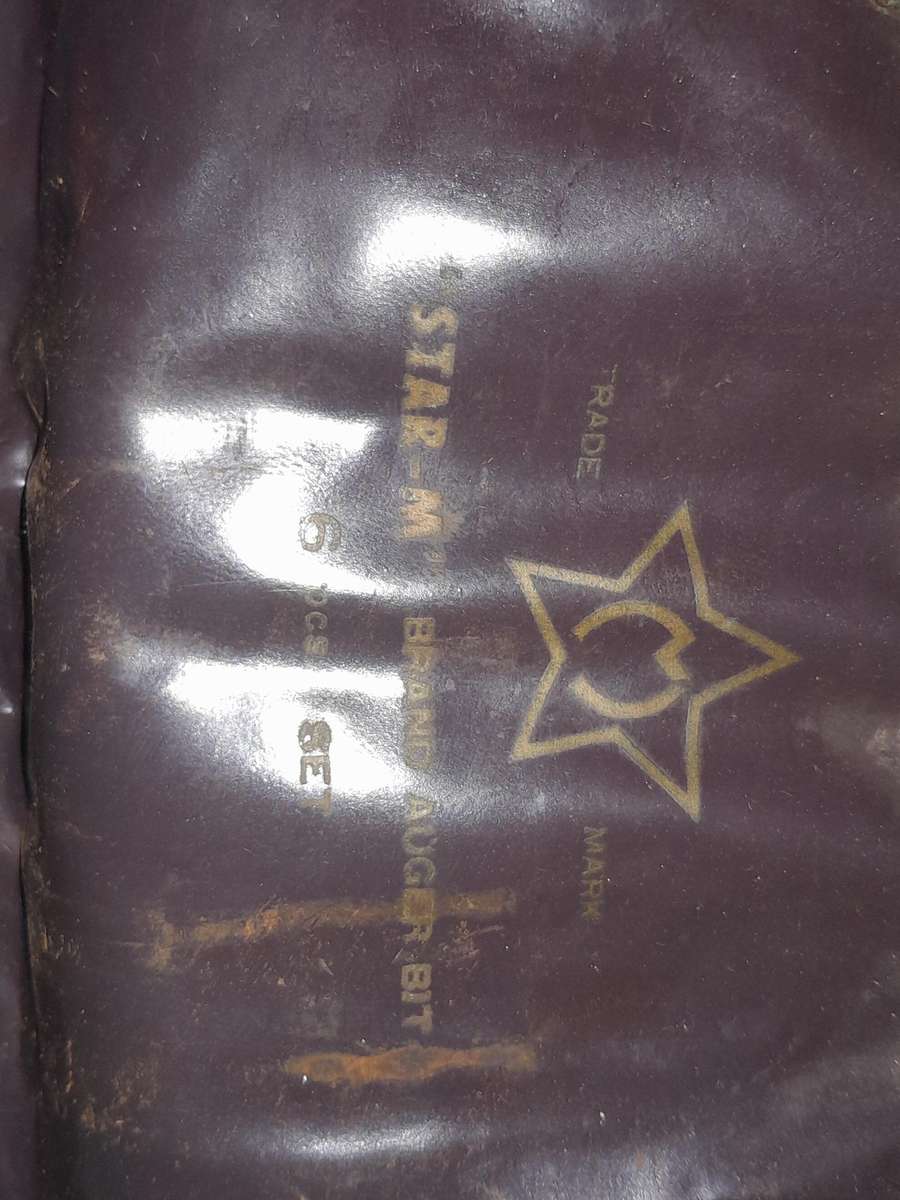 TRADE MARK
"STAR-M" BRAND AUGER BIT
6 pcs SET